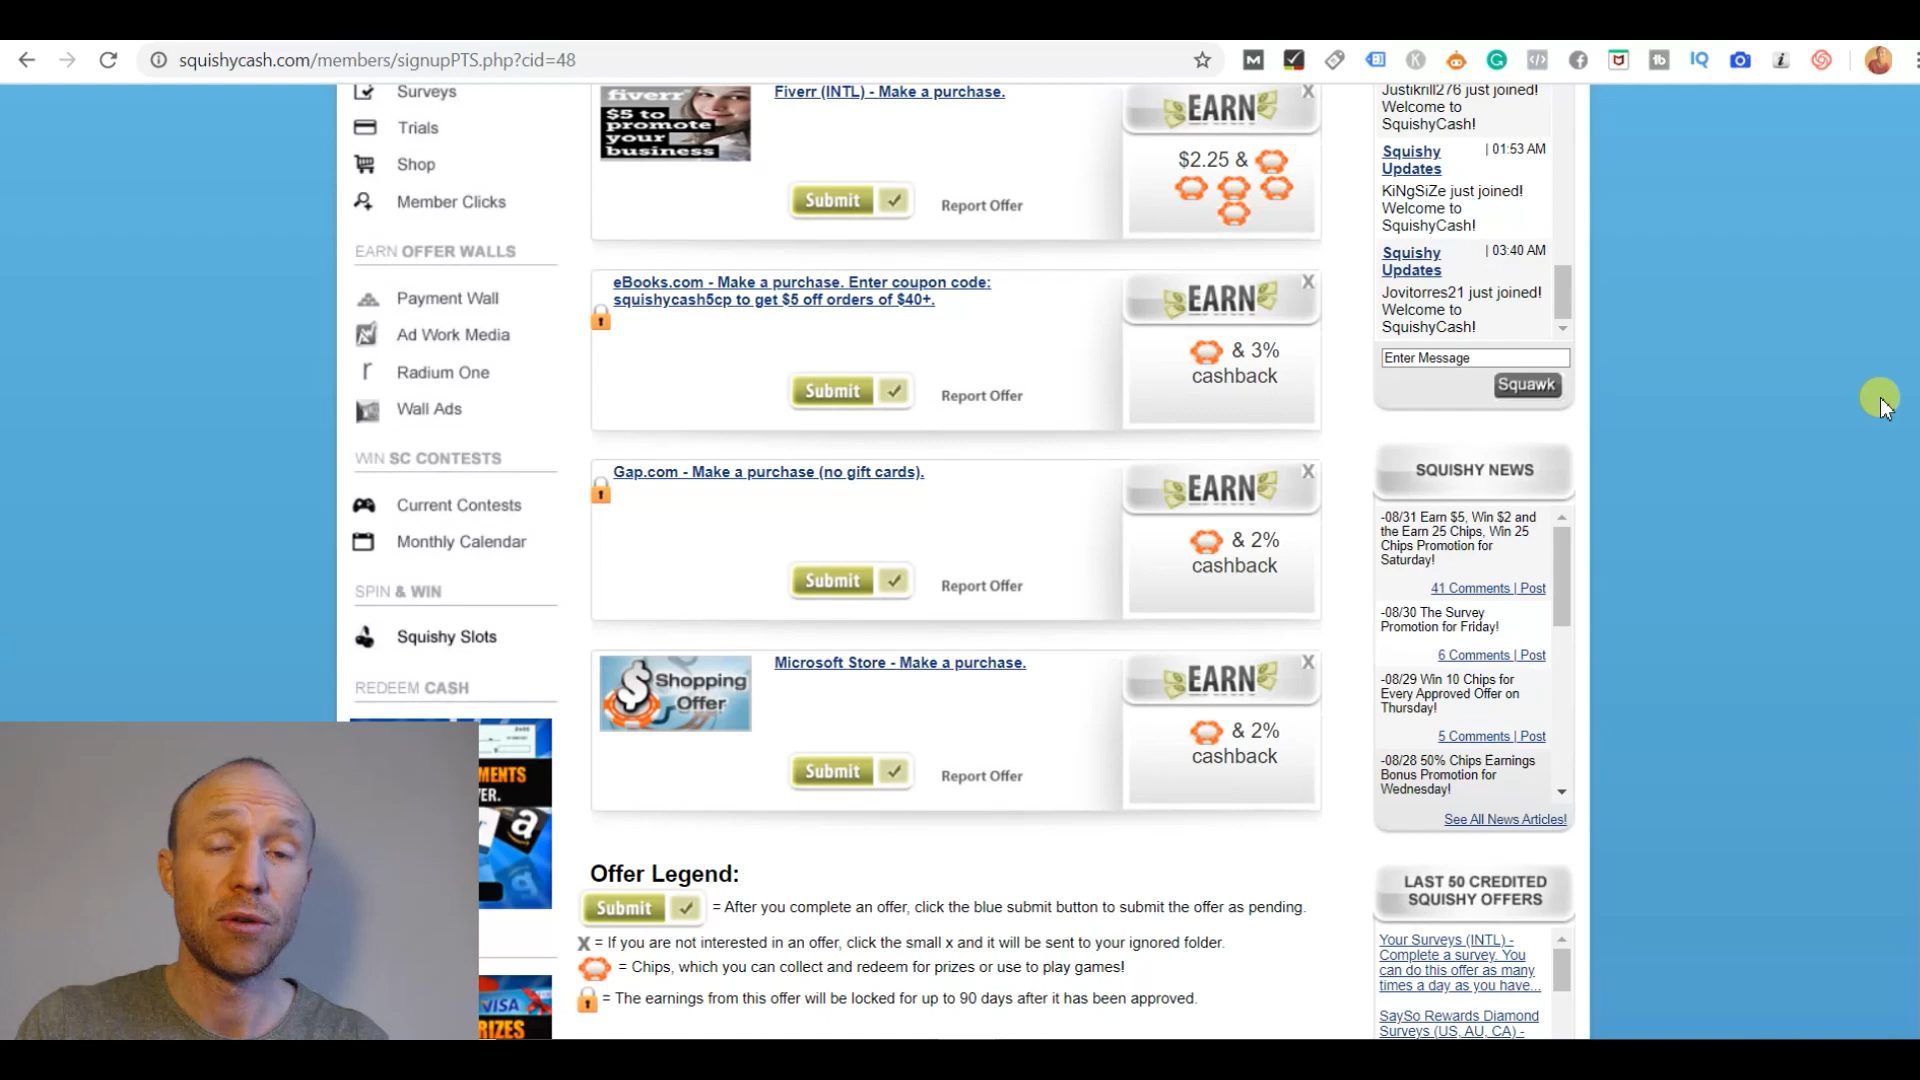 squishycash.com/members/signupPTS.php?cid=48
Surveys
Trials
Shop
Member Clicks
EARN OFFER WALLS
Payment Wall
Ad Work Media
Radium One
Wall Ads
WIN SC CONTESTS
Current Contests
Monthly Calendar
SPIN & WIN
Squishy Slots
REDEEM CASH
MENTS
ER.
VISA
RIZES
fiverr
$5 to
promote
your
business
Fiverr (INTL) - Make a purchase.
Submit
Report Offer
EARN
X
$2.25 &
eBooks.com - Make a purchase. Enter coupon code:
squishycash5cp to get $5 off orders of $40+.
Submit
Report Offer
EARN
X
& 3%
cashback
Gap.com - Make a purchase (no gift cards).
Submit
Report Offer
EARN
X
& 2%
cashback
Shopping
Offer
Microsoft Store - Make a purchase.
Submit
Report Offer
EARN
X
& 2%
cashback
Offer Legend:
Submit = After you complete an offer, click the blue submit button to submit the offer as pending.
X = If you are not interested in an offer, click the small x and it will be sent to your ignored folder.
= Chips, which you can collect and redeem for prizes or use to play games!
= The earnings from this offer will be locked for up to 90 days after it has been approved.
Justikrill276 just joined!
Welcome to
SquishyCash!
Squishy | 01:53 AM
Updates
KiNgSiZe just joined!
Welcome to
SquishyCash!
Squishy | 03:40 AM
Updates
Jovitorres21 just joined!
Welcome to
SquishyCash!
Enter Message
Squawk
SQUISHY NEWS
-08/31 Earn $5, Win $2 and
the Earn 25 Chips, Win 25
Chips Promotion for
Saturday!
41 Comments | Post
-08/30 The Survey
Promotion for Friday!
6 Comments | Post
-08/29 Win 10 Chips for
Every Approved Offer on
Thursday!
5 Comments | Post
-08/28 50% Chips Earnings
Bonus Promotion for
Wednesday!
See All News Articles!
LAST 50 CREDITED
SQUISHY OFFERS
Your Surveys (INTL) -
Complete a survey. You
can do this offer as many
times a day as you have...
SaySo Rewards Diamond
Surveys (US, AU, CA) -